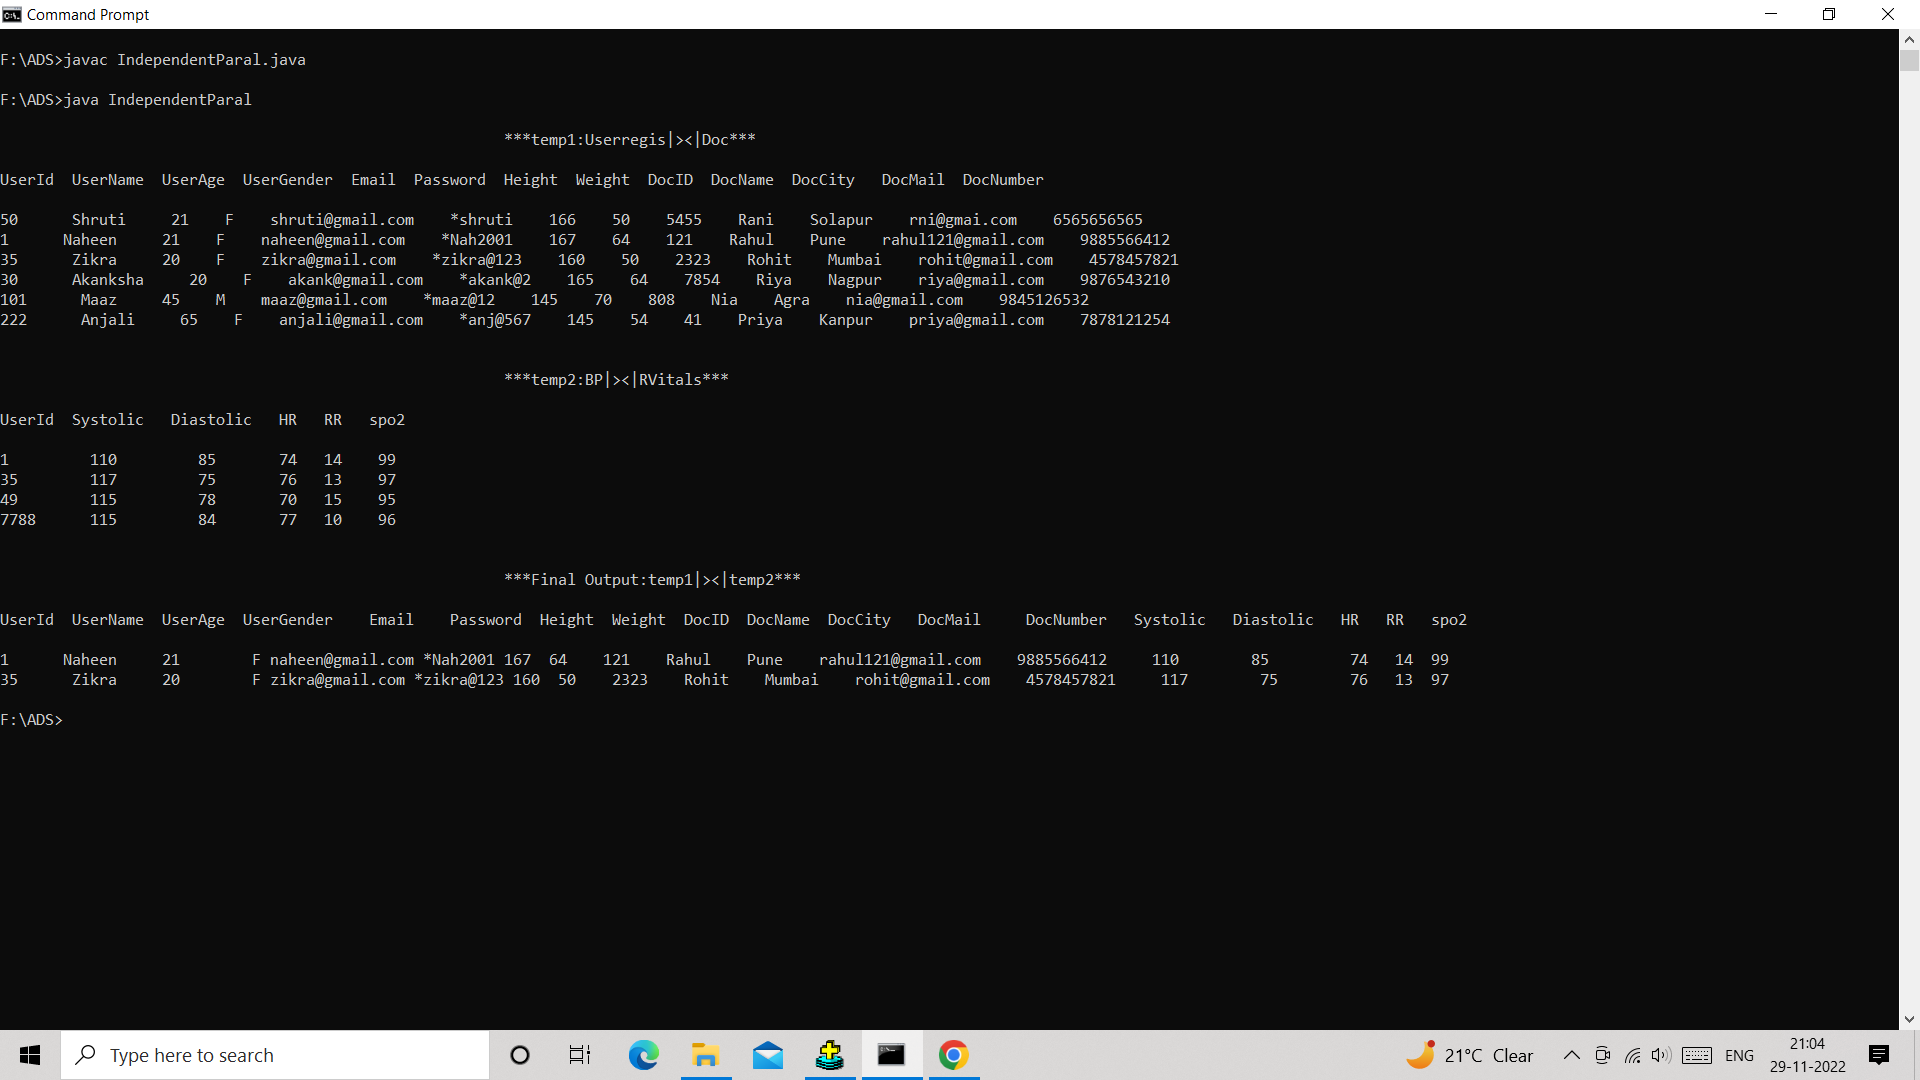 Command Prompt
F:\ADS>javac IndependentParal.java
F:\ADS>java IndependentParal
***temp1:Userregis|><|Doc***
UserId  UserName  UserAge  UserGender  Email  Password  Height  Weight  DocID  DocName  DocCity   DocMail  DocNumber
50      Shruti     21    F    shruti@gmail.com    *shruti    166    50    5455    Rani    Solapur    rni@gmai.com    6565656565
1      Naheen     21    F    naheen@gmail.com    *Nah2001    167    64    121    Rahul    Pune    rahul121@gmail.com    9885566412
35      Zikra     20    F    zikra@gmail.com    *zikra@123    160    50    2323    Rohit    Mumbai    rohit@gmail.com    4578457821
30      Akanksha     20    F    akank@gmail.com    *akank@2    165    64    7854    Riya    Nagpur    riya@gmail.com    9876543210
101      Maaz     45    M    maaz@gmail.com    *maaz@12    145    70    808    Nia    Agra    nia@gmail.com    9845126532
222      Anjali     65    F    anjali@gmail.com    *anj@567    145    54    41    Priya    Kanpur    priya@gmail.com    7878121254
***temp2:BP|><|RVitals***
UserId  Systolic   Diastolic   HR   RR   spo2
1         110         85       74   14    99
35        117         75       76   13    97
49        115         78       70   15    95
7788      115         84       77   10    96
***Final Output:temp1|><|temp2***
UserId  UserName  UserAge  UserGender    Email    Password  Height  Weight  DocID  DocName  DocCity   DocMail     DocNumber   Systolic   Diastolic   HR   RR   spo2
1      Naheen     21        F naheen@gmail.com *Nah2001 167  64    121    Rahul    Pune    rahul121@gmail.com    9885566412     110        85         74   14  99
35      Zikra     20        F zikra@gmail.com *zikra@123 160  50    2323    Rohit    Mumbai    rohit@gmail.com    4578457821     117        75        76   13  97
F:\ADS>
Type here to search
21°C Clear
ENG
21:04
29-11-2022